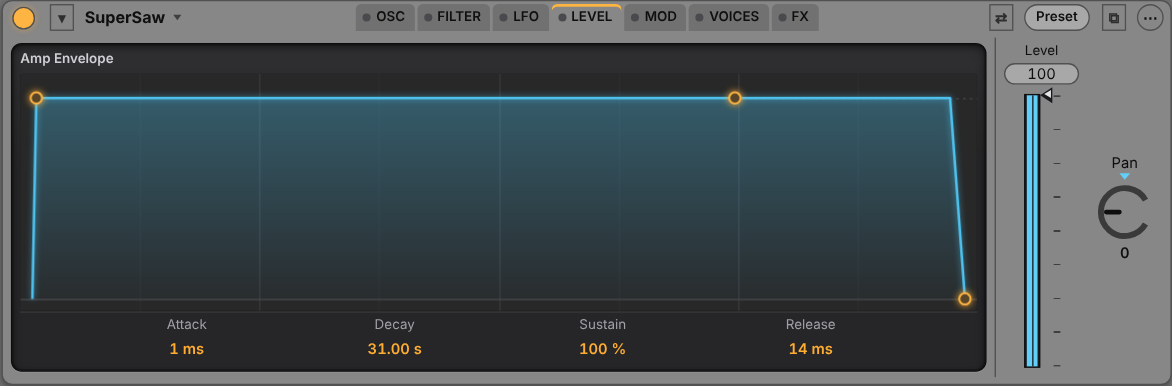 SuperSaw
OSC
FILTER
LFO
LEVEL
MOD
VOICES
FX
Preset
Amp Envelope
Attack
1 ms
Decay
31.00 s
Sustain
100 %
Release
14 ms
Level
100
Pan
0